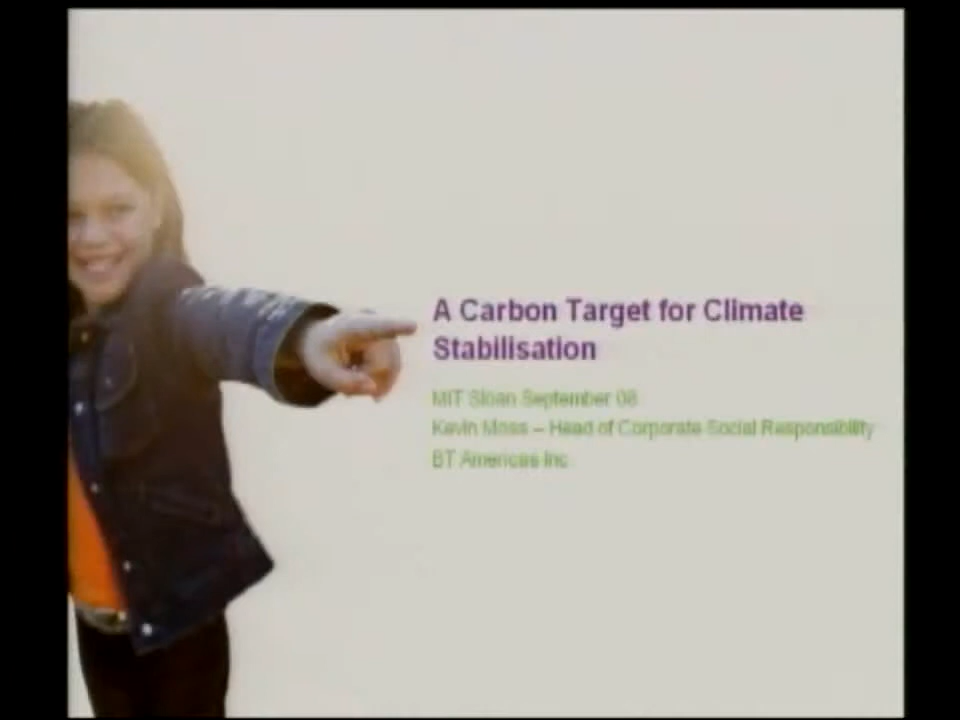 A Carbon Target for Climate
Stabilisation
MIT Sloan September 08
Kevin Moss – Head of Corporate Social Responsibility
BT Americas Inc.